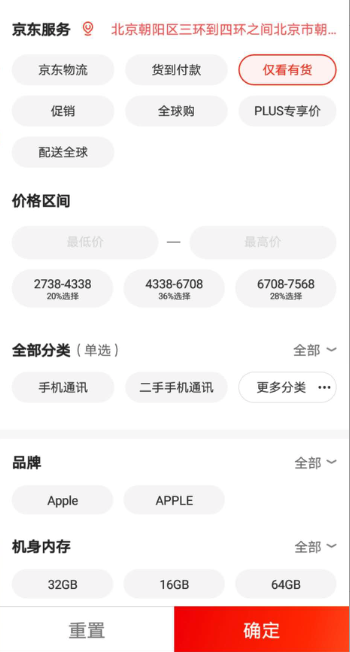 京东服务 北京朝阳区三环到四环之间北京市朝...
京东物流 货到付款 仅看有货
促销 全球购 PLUS专享价
配送全球
价格区间
最低价 — 最高价
2738-4338 4338-6708 6708-7568
20%选择 36%选择 28%选择
全部分类(单选) 全部
手机通讯 二手手机通讯 更多分类 •••
品牌 全部
Apple APPLE
机身内存 全部
32GB 16GB 64GB
重置 确定